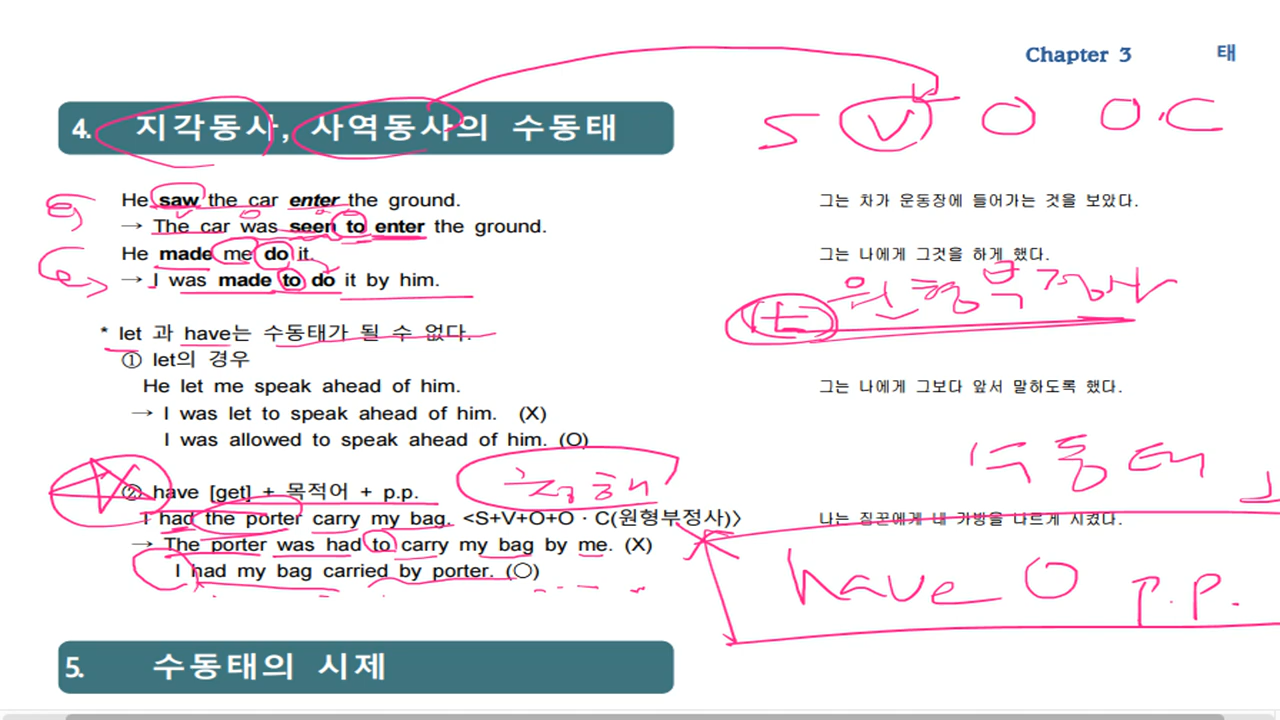 Chapter 3 태
4. 지각동사, 사역동사의 수동태
S V O O.C
He saw the car enter the ground. 그는 차가 운동장에 들어가는 것을 보았다.
→ The car was seen to enter the ground.
He made me do it. 그는 나에게 그것을 하게 했다.
→ I was made to do it by him.
원형부정사
* let 과 have는 수동태가 될 수 없다.
① let의 경우
He let me speak ahead of him. 그는 나에게 그보다 앞서 말하도록 했다.
→ I was let to speak ahead of him. (X)
I was allowed to speak ahead of him. (O)
수동태
② have [get] + 목적어 + p.p.
I had the porter carry my bag. <S+V+O+O·C(원형부정사)> 나는 짐꾼에게 내 가방을 나르게 시켰다.
→ The porter was had to carry my bag by me. (X)
I had my bag carried by porter. (○)
have O p.p.
5. 수동태의 시제